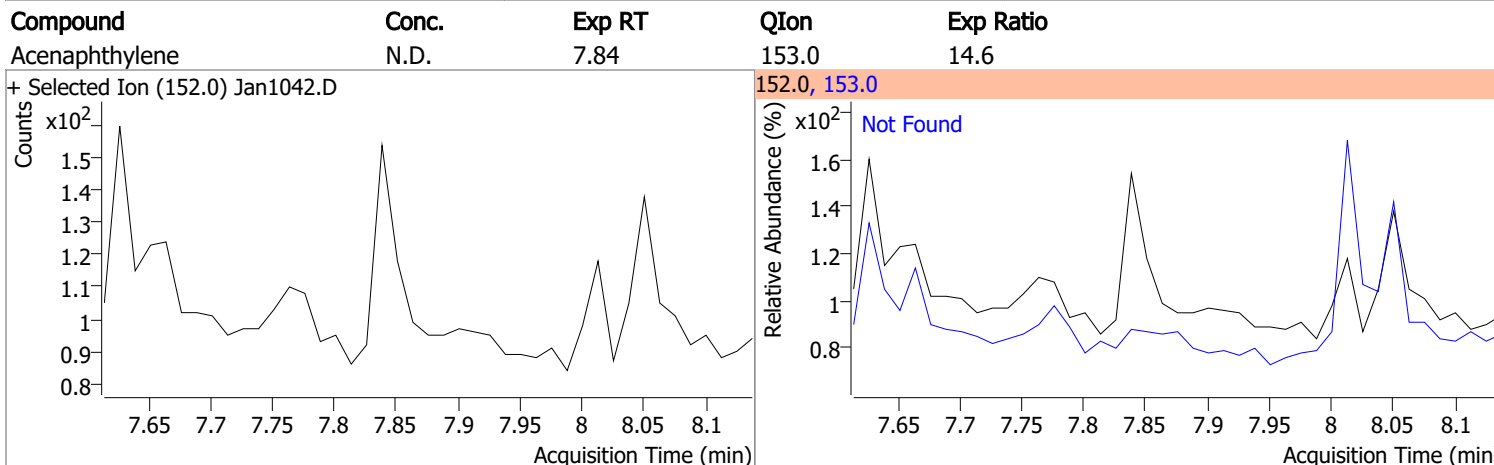 Compound Conc. Exp RT QIon Exp Ratio
Acenaphthylene N.D. 7.84 153.0 14.6
+ Selected Ion (152.0) Jan1042.D
Counts
x10²
1.5
1.4
1.3
1.2
1.1
1
0.9
0.8
7.65 7.7 7.75 7.8 7.85 7.9 7.95 8 8.05 8.1
Acquisition Time (min)
152.0, 153.0
Relative Abundance (%)
x10²
Not Found
1.6
1.4
1.2
1
0.8
7.65 7.7 7.75 7.8 7.85 7.9 7.95 8 8.05 8.1
Acquisition Time (min